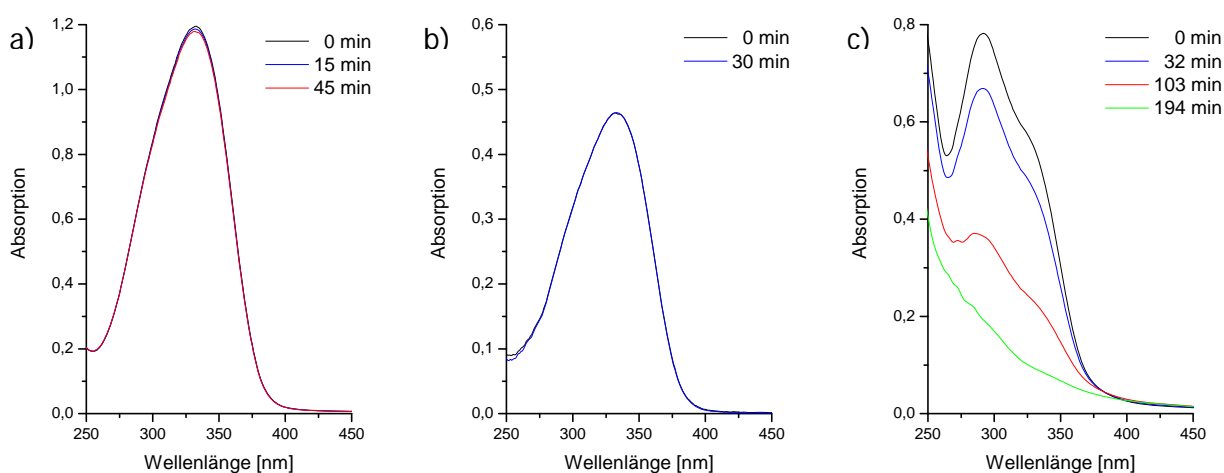 a)
1,2
1,0
0,8
0,6
0,4
0,2
0,0
Absorption
0 min
15 min
45 min
250 300 350 400 450
Wellenlänge [nm]
b)
0,6
0,5
0,4
0,3
0,2
0,1
0,0
Absorption
0 min
30 min
250 300 350 400 450
Wellenlänge [nm]
c)
0,8
0,6
0,4
0,2
0,0
Absorption
0 min
32 min
103 min
194 min
250 300 350 400 450
Wellenlänge [nm]